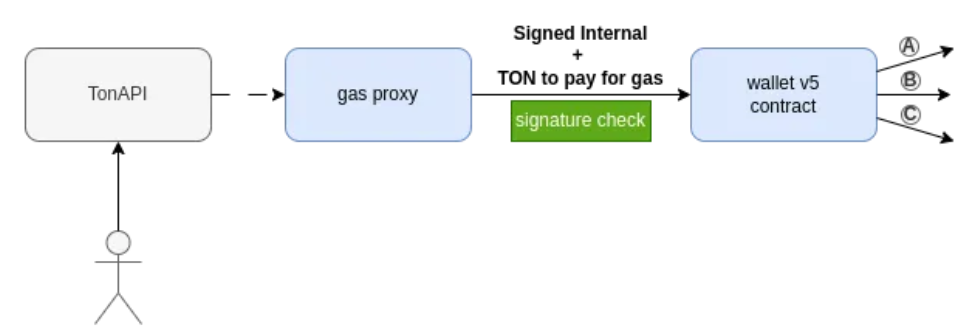 TonAPI
gas proxy
Signed Internal
+
TON to pay for gas
signature check
wallet v5
contract
A
B
C